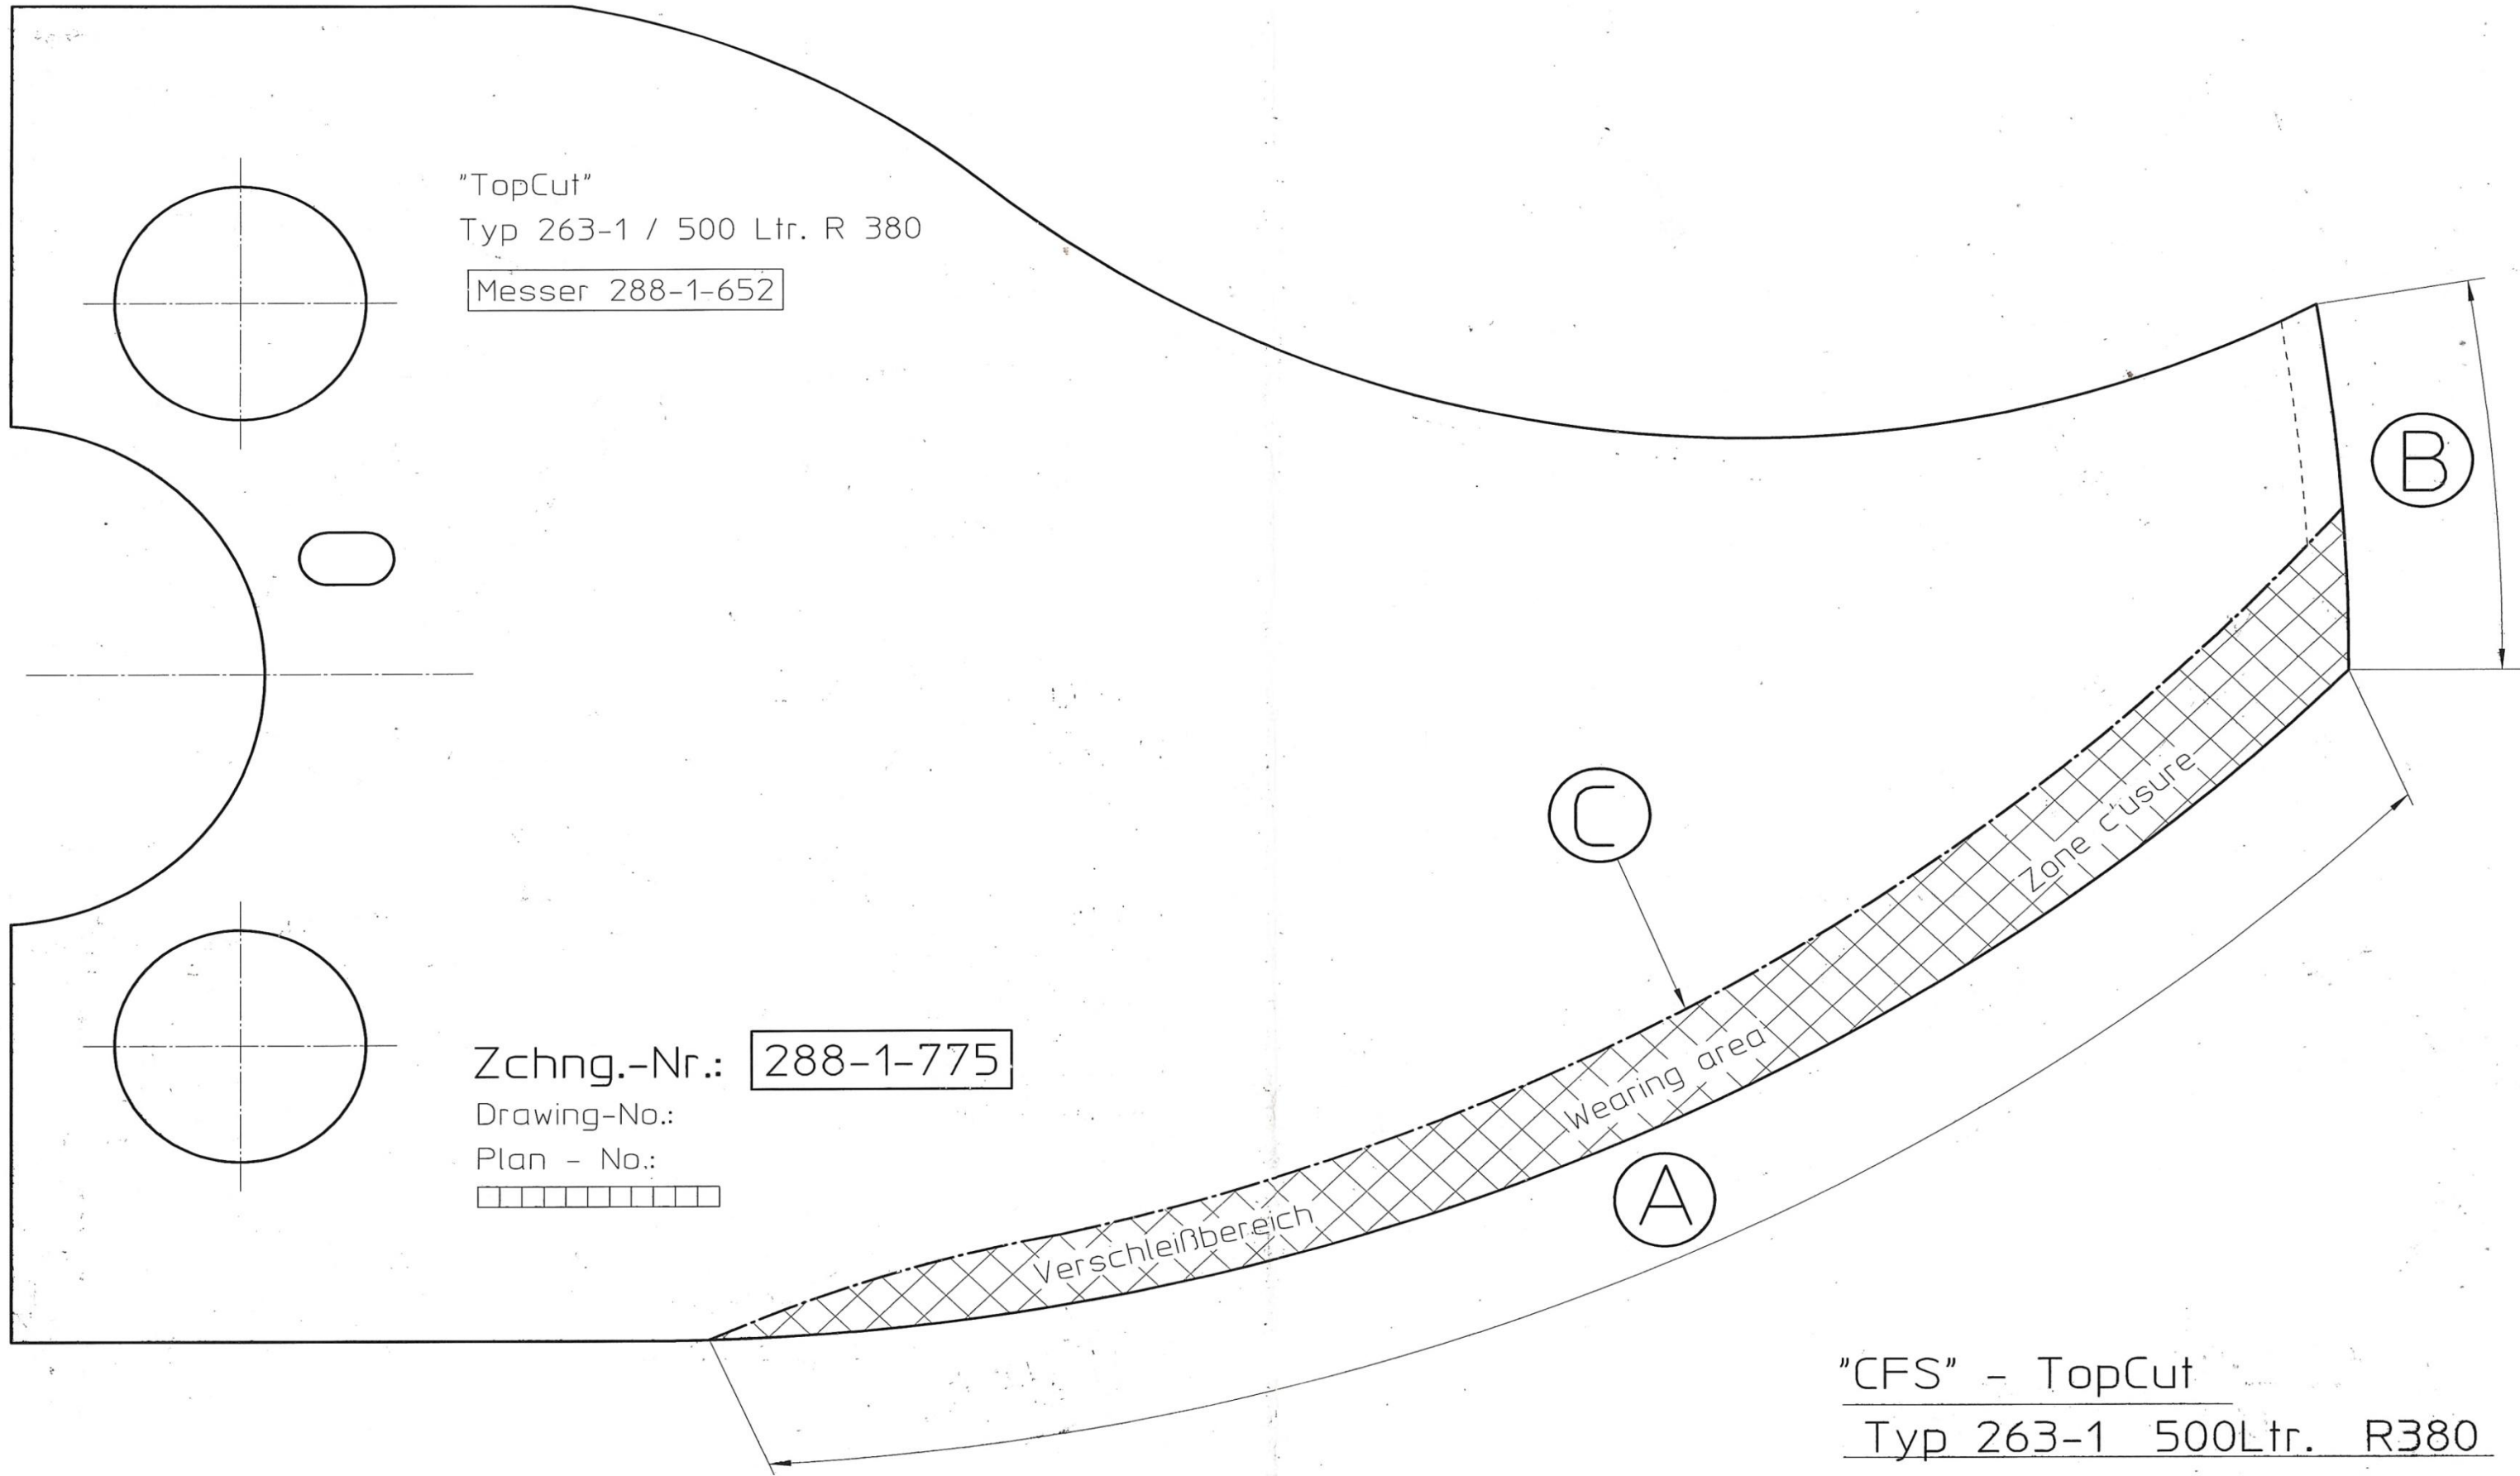 "TopCut"
Typ 263-1 / 500 Ltr. R 380
Messer 288-1-652
B
C
Zone c'usure
Wearing area
Verschleißbereich
A
Zchng.-Nr.: 288-1-775
Drawing-No.:
Plan - No.:
"CFS" - TopCut
Typ 263-1 500Ltr. R380